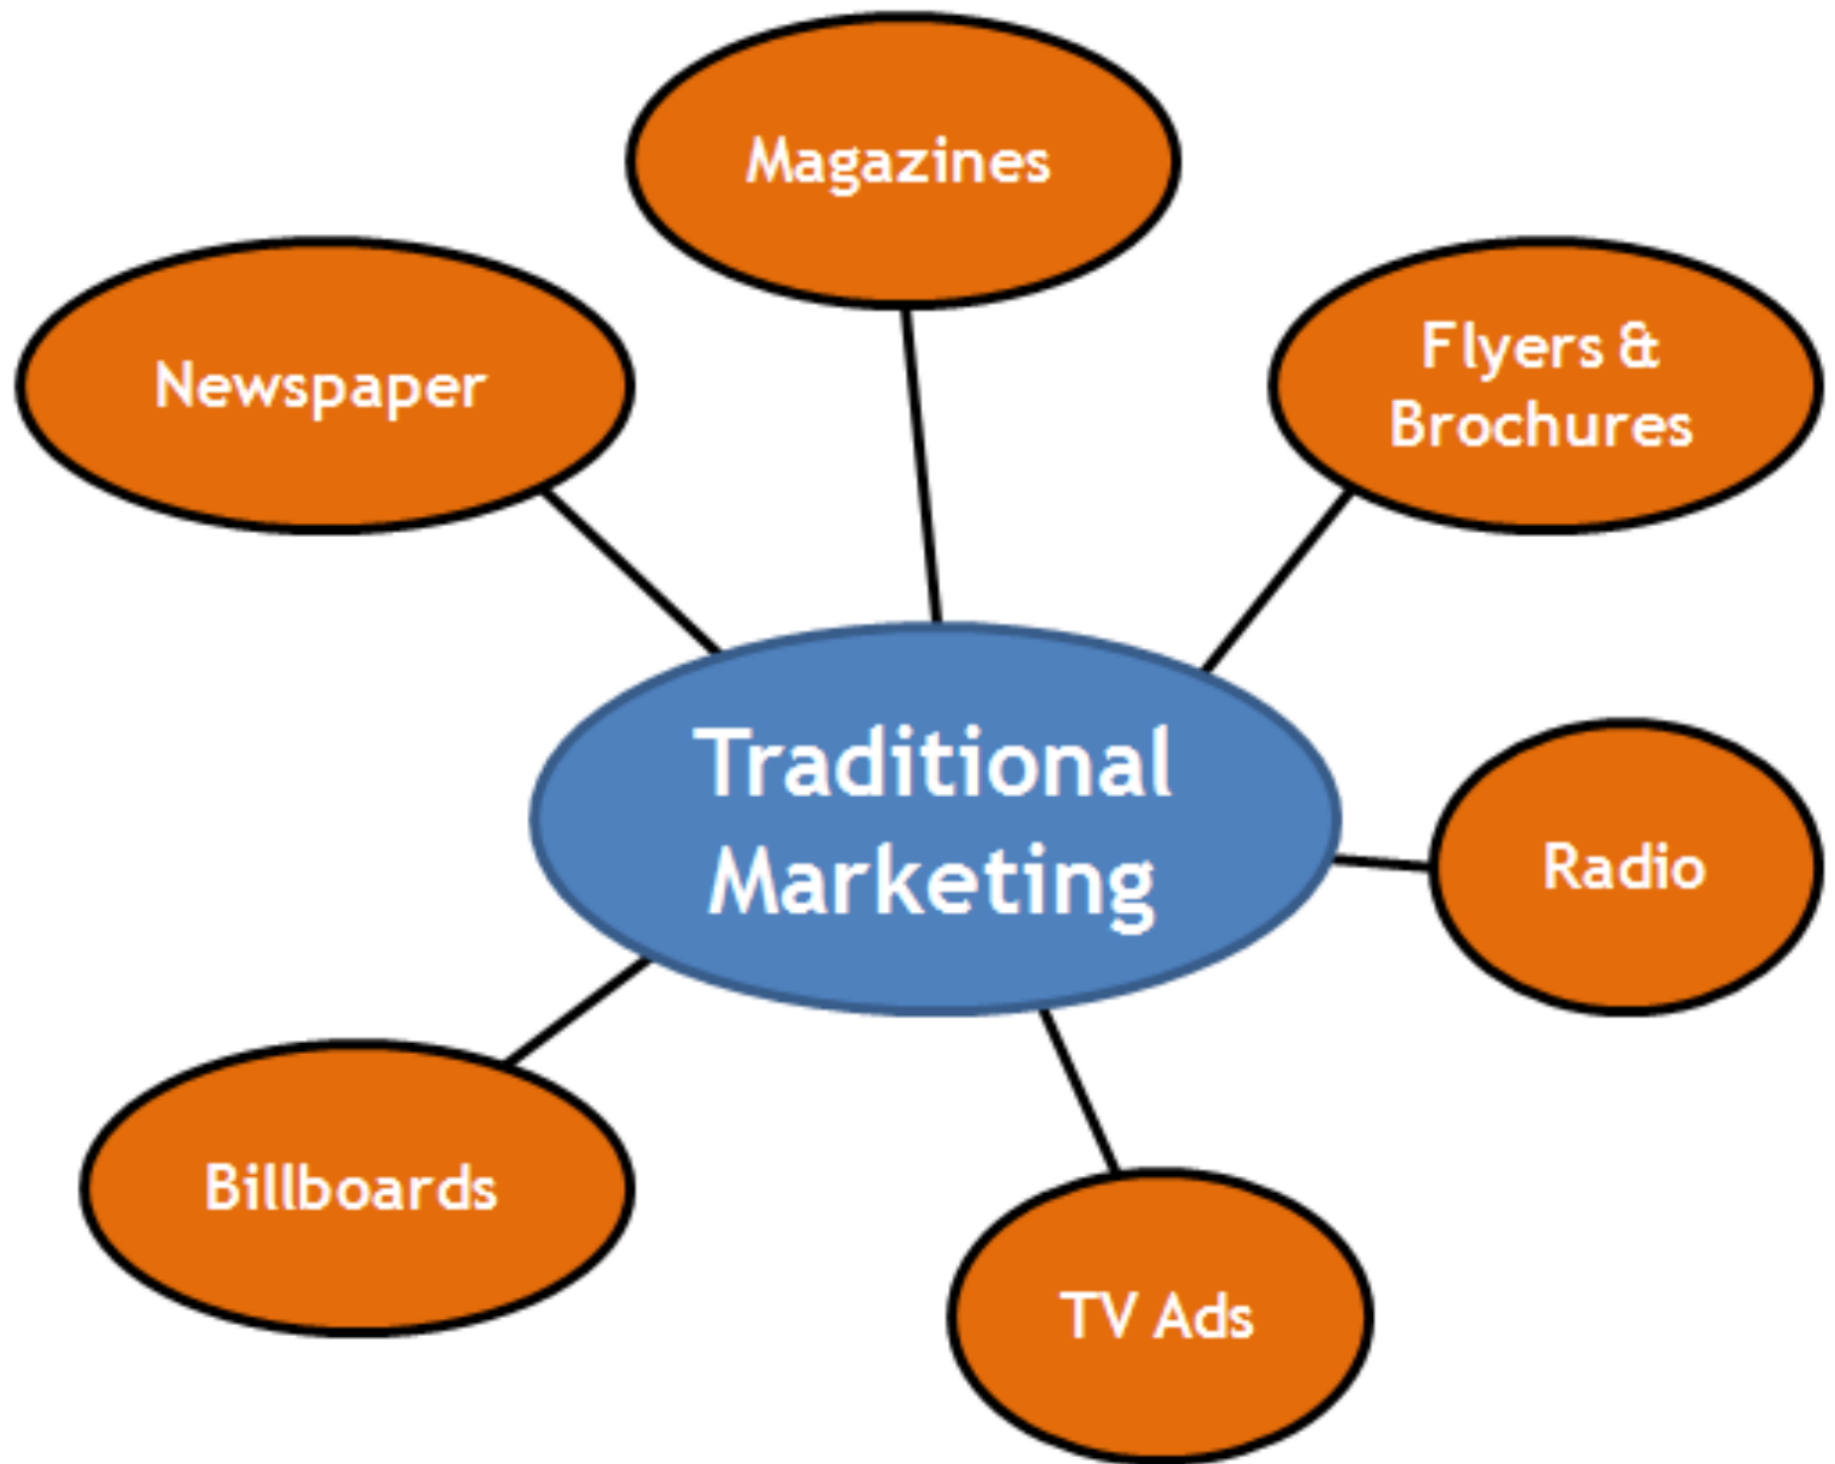 Magazines
Newspaper
Flyers &
Brochures
Traditional
Marketing
Radio
Billboards
TV Ads